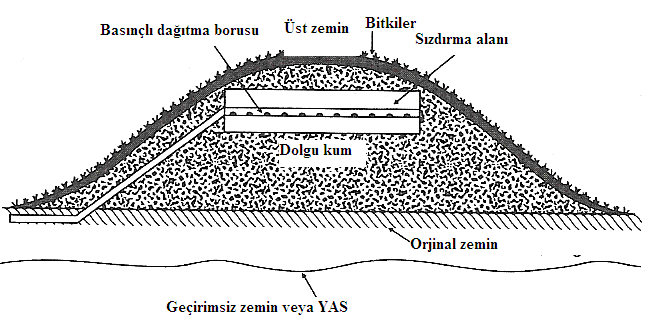 Basınçlı dağıtma borusu
Üst zemin
Bitkiler
Sızdırma alanı
Dolgu kum
Orjinal zemin
Geçirimsiz zemin veya YAS